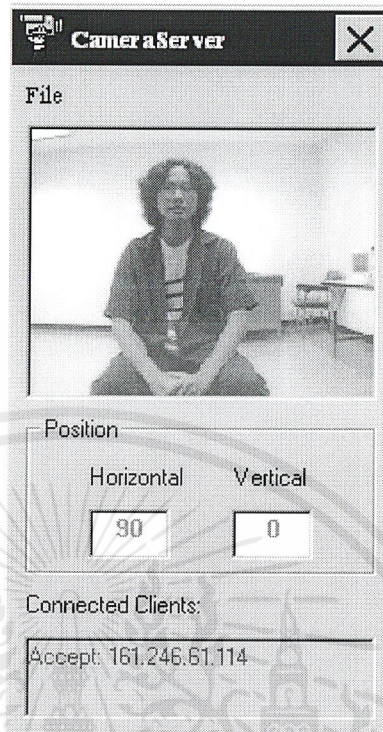 CameraServer
File
Position
Horizontal Vertical
90 0
Connected Clients:
Accept: 161.246.61.114